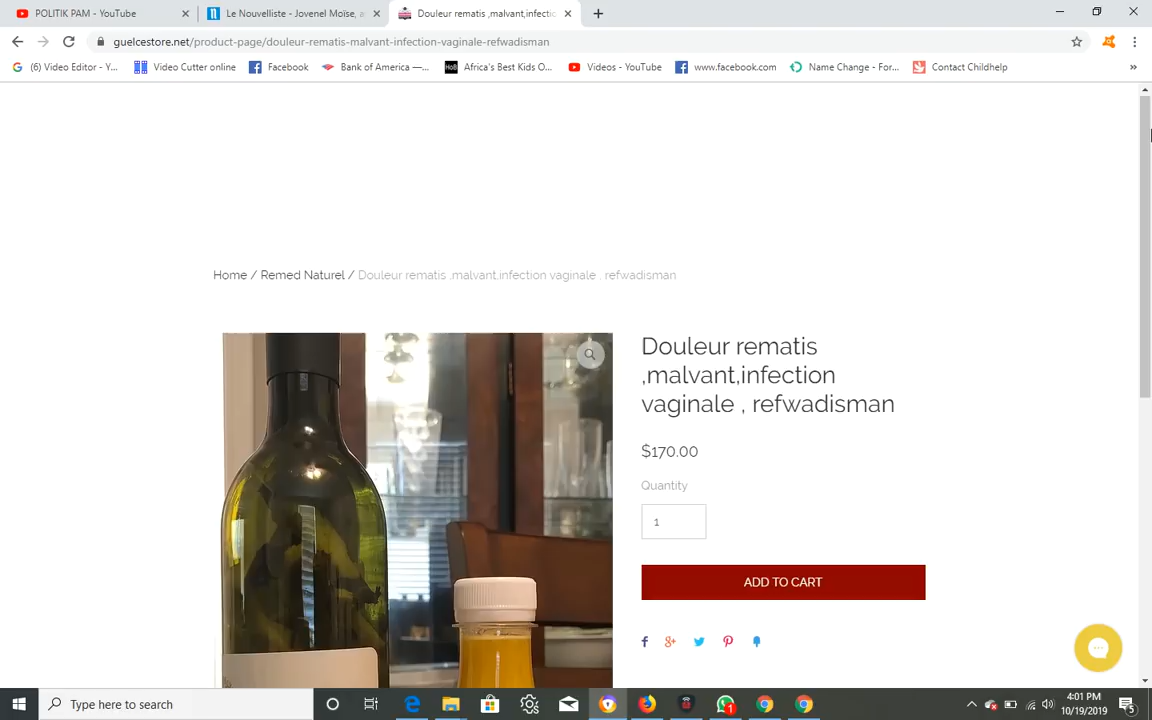 POLITIK PAM - YouTube
Le Nouvelliste - Jovenel Moïse, a
Douleur rematis ,malvant,infectio
guelcestore.net/product-page/douleur-rematis-malvant-infection-vaginale-refwadisman
(6) Video Editor - Y...
Video Cutter online
Facebook
Bank of America —...
HoB
Africa's Best Kids O...
Videos - YouTube
www.facebook.com
Name Change - For...
Contact Childhelp
Home / Remed Naturel / Douleur rematis ,malvant,infection vaginale , refwadisman
Douleur rematis
,malvant,infection
vaginale , refwadisman
$170.00
Quantity
1
ADD TO CART
Type here to search
1
4:01 PM
10/19/2019
5